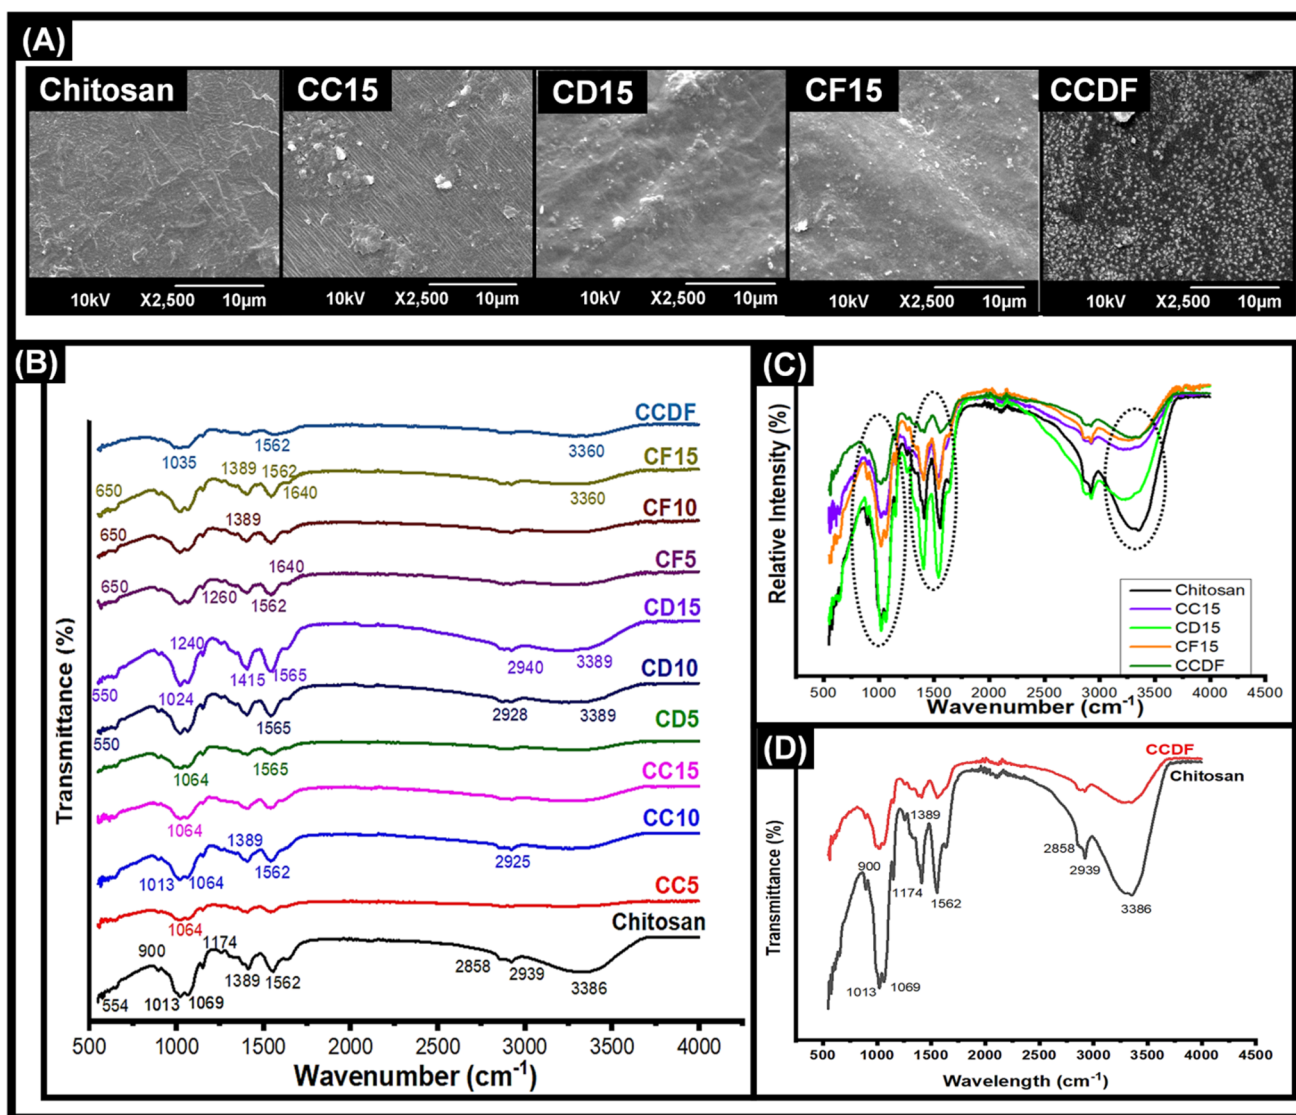 (A)
Chitosan CC15 CD15 CF15 CCDF
10kV X2,500 10μm 10kV X2,500 10μm 10kV X2,500 10μm 10kV X2,500 10μm 10kV X2,500 10μm
(B)
CCDF
1035 1562 3360
CF15
650 1389 1562 1640 3360
CF10
650 1389
CF5
650 1260 1562 1640
CD15
550 1024 1240 1415 1565 2940 3389
CD10
550 1565 2928 3389
CD5
1064 1565
CC15
1064
CC10
1013 1064 1389 1562 2925
CC5
1064
Chitosan
554 900 1013 1069 1174 1389 1562 2858 2939 3386
Transmittance (%)
500 1000 1500 2000 2500 3000 3500 4000
Wavenumber (cm⁻¹)
(C)
Relative Intensity (%)
Chitosan
CC15
CD15
CF15
CCDF
500 1000 1500 2000 2500 3000 3500 4000 4500
Wavenumber (cm⁻¹)
(D)
CCDF
Chitosan
900 1013 1069 1174 1389 1562 2858 2939 3386
Transmittance (%)
500 1000 1500 2000 2500 3000 3500 4000 4500
Wavelength (cm⁻¹)